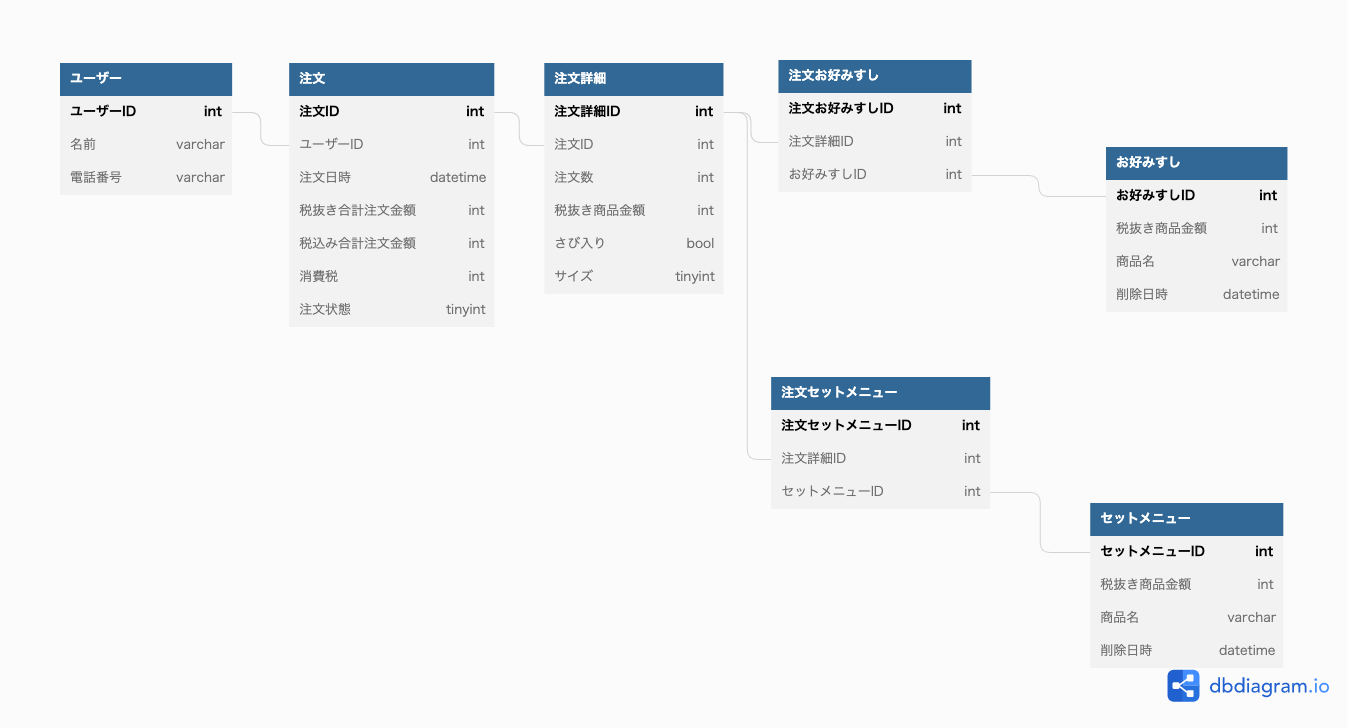 ユーザー
ユーザーID int
名前 varchar
電話番号 varchar
注文
注文ID int
ユーザーID int
注文日時 datetime
税抜き合計注文金額 int
税込み合計注文金額 int
消費税 int
注文状態 tinyint
注文詳細
注文詳細ID int
注文ID int
注文数 int
税抜き商品金額 int
さび入り bool
サイズ tinyint
注文お好みすし
注文お好みすしID int
注文詳細ID int
お好みすしID int
お好みすし
お好みすしID int
税抜き商品金額 int
商品名 varchar
削除日時 datetime
注文セットメニュー
注文セットメニューID int
注文詳細ID int
セットメニューID int
セットメニュー
セットメニューID int
税抜き商品金額 int
商品名 varchar
削除日時 datetime
dbdiagram.io